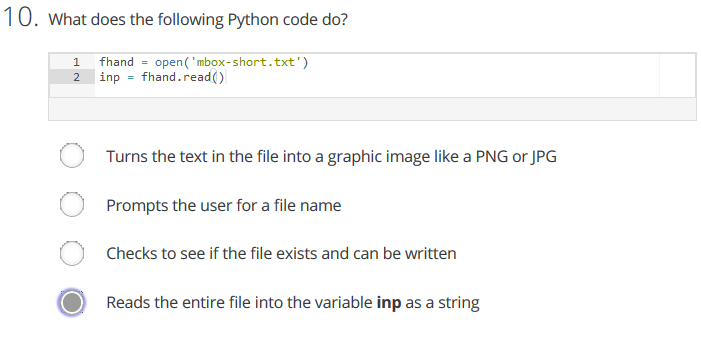 10. What does the following Python code do?
1 fhand = open('mbox-short.txt')
2 inp = fhand.read()
Turns the text in the file into a graphic image like a PNG or JPG
Prompts the user for a file name
Checks to see if the file exists and can be written
Reads the entire file into the variable inp as a string